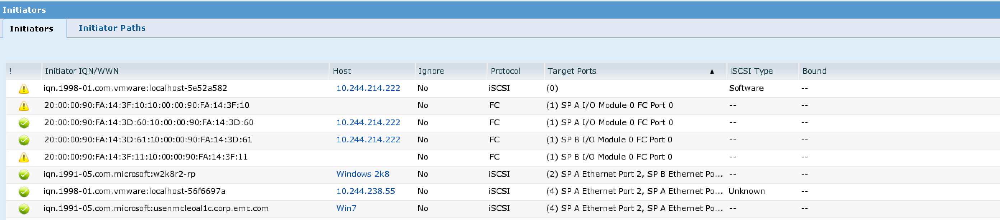 Initiators
Initiators Initiator Paths
! Initiator IQN/WWN Host Ignore Protocol Target Ports ▲ iSCSI Type Bound
iqn.1998-01.com.vmware:localhost-5e52a582 10.244.214.222 No iSCSI (0) Software --
20:00:00:90:FA:14:3F:10:10:00:00:90:FA:14:3F:10 No FC (1) SP A I/O Module 0 FC Port 0 -- --
20:00:00:90:FA:14:3D:60:10:00:00:90:FA:14:3D:60 10.244.214.222 No FC (1) SP A I/O Module 0 FC Port 0 -- --
20:00:00:90:FA:14:3D:61:10:00:00:90:FA:14:3D:61 10.244.214.222 No FC (1) SP B I/O Module 0 FC Port 0 -- --
20:00:00:90:FA:14:3F:11:10:00:00:90:FA:14:3F:11 No FC (1) SP B I/O Module 0 FC Port 0 -- --
iqn.1991-05.com.microsoft:w2k8r2-rp Windows 2k8 No iSCSI (2) SP A Ethernet Port 2, SP B Ethernet Po... -- --
iqn.1998-01.com.vmware:localhost-56f6697a 10.244.238.55 No iSCSI (4) SP A Ethernet Port 2, SP A Ethernet Po... Unknown --
iqn.1991-05.com.microsoft:usenmcleoal1c.corp.emc.com Win7 No iSCSI (4) SP A Ethernet Port 2, SP A Ethernet Po... -- --